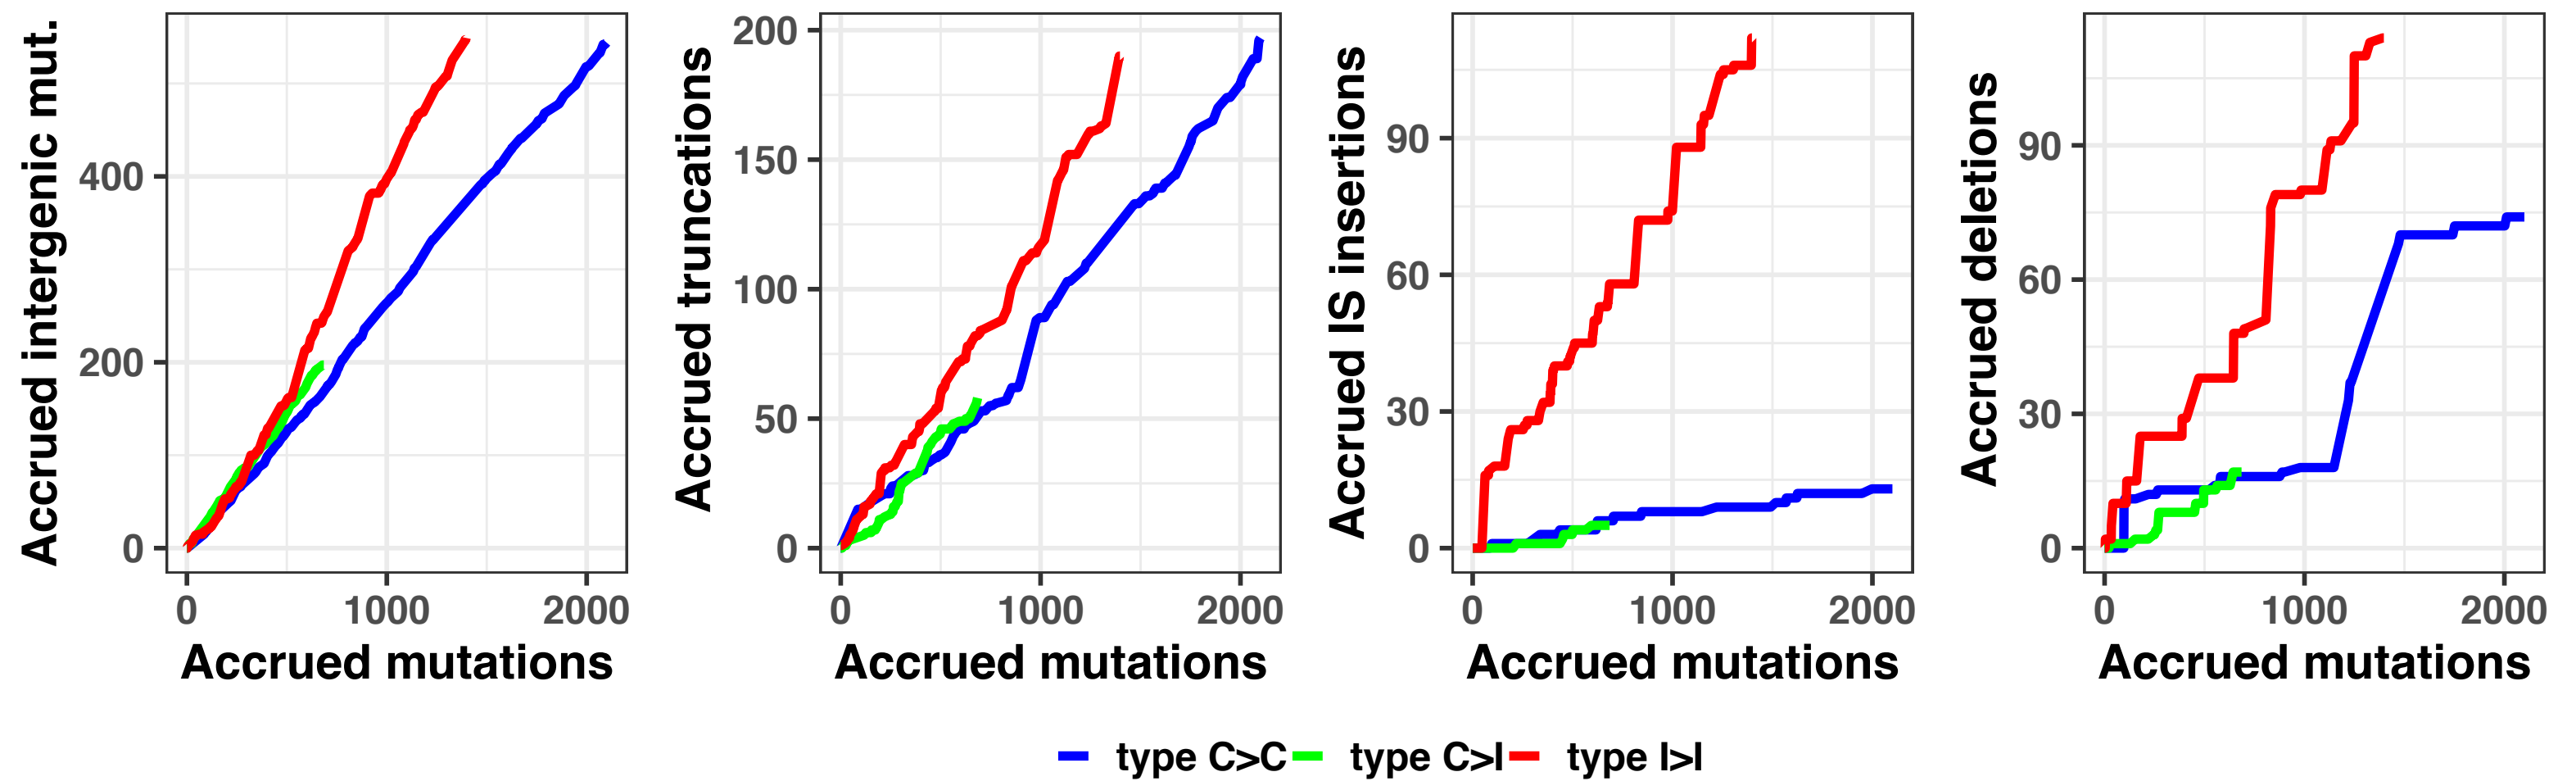 Accrued intergenic mut.
400
200
0
0 1000 2000
Accrued mutations
Accrued truncations
200
150
100
50
0
0 1000 2000
Accrued mutations
Accrued IS insertions
90
60
30
0
0 1000 2000
Accrued mutations
Accrued deletions
90
60
30
0
0 1000 2000
Accrued mutations
type C>C type C>I type I>I